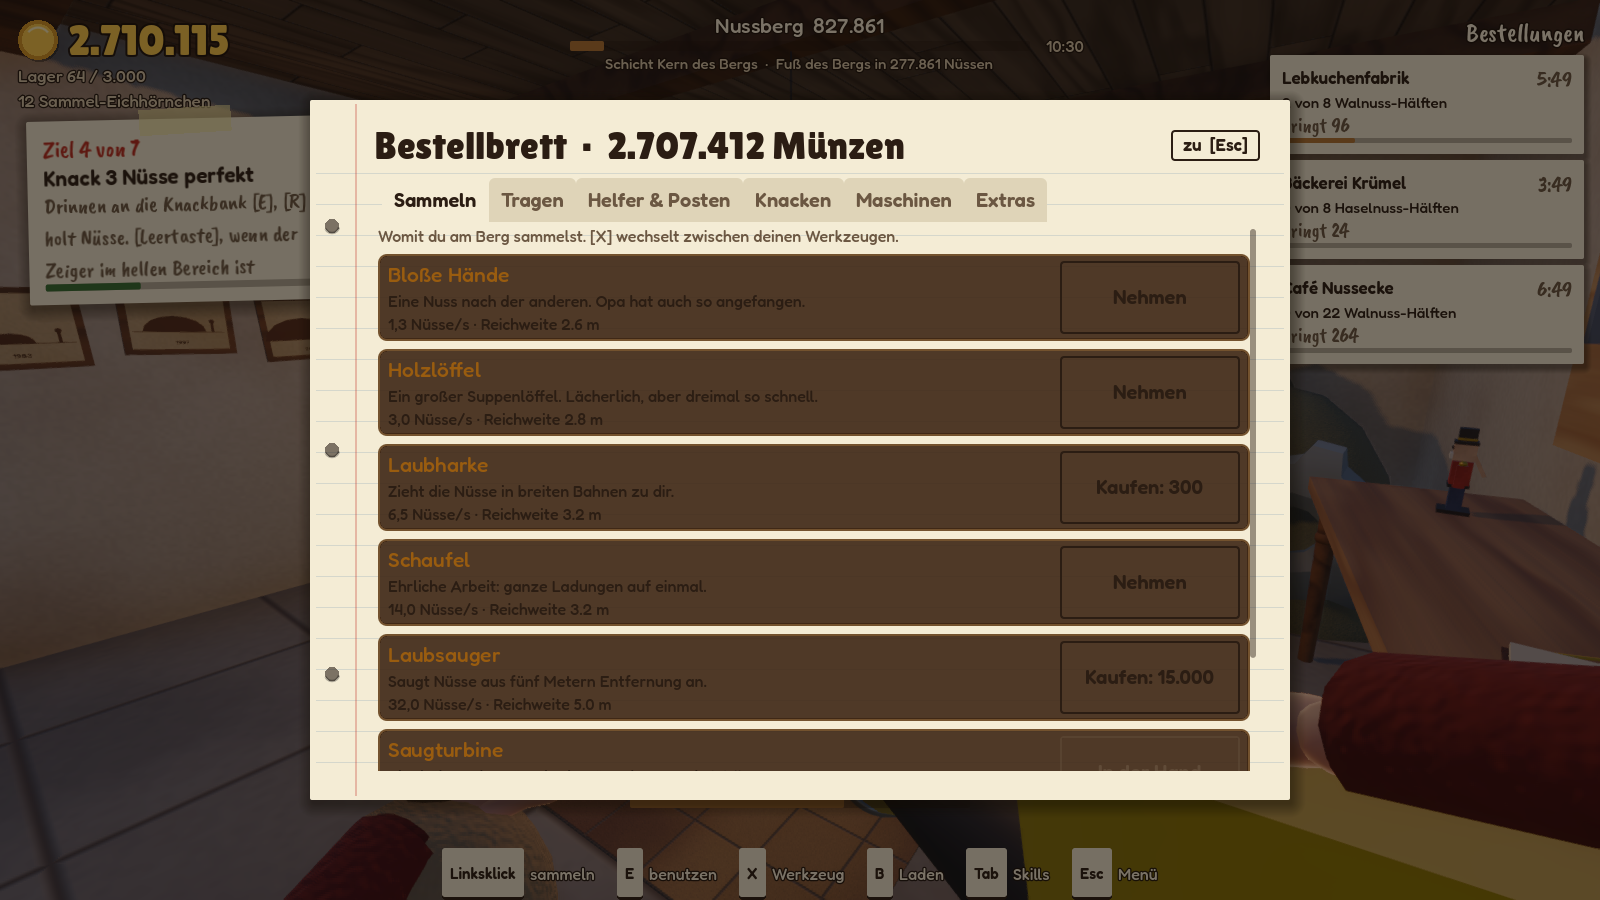 2.710.115
Lager 64 / 3.000
12 Sammel-Eichhörnchen
Nussberg 827.861
10:30
Schicht Kern des Bergs · Fuß des Bergs in 277.861 Nüssen
Bestellungen
Lebkuchenfabrik 5:49
von 8 Walnuss-Hälften
ringt 96
Bäckerei Krümel 3:49
von 8 Haselnuss-Hälften
ringt 24
Café Nussecke 6:49
von 22 Walnuss-Hälften
ringt 264
Ziel 4 von 7
Knack 3 Nüsse perfekt
Drinnen an die Knackbank [E], [R]
holt Nüsse. [Leertaste], wenn der
Zeiger im hellen Bereich ist
Bestellbrett · 2.707.412 Münzen
zu [Esc]
Sammeln Tragen Helfer & Posten Knacken Maschinen Extras
Womit du am Berg sammelst. [X] wechselt zwischen deinen Werkzeugen.
Bloße Hände
Eine Nuss nach der anderen. Opa hat auch so angefangen.
1,3 Nüsse/s · Reichweite 2.6 m
Nehmen
Holzlöffel
Ein großer Suppenlöffel. Lächerlich, aber dreimal so schnell.
3,0 Nüsse/s · Reichweite 2.8 m
Nehmen
Laubharke
Zieht die Nüsse in breiten Bahnen zu dir.
6,5 Nüsse/s · Reichweite 3.2 m
Kaufen: 300
Schaufel
Ehrliche Arbeit: ganze Ladungen auf einmal.
14,0 Nüsse/s · Reichweite 3.2 m
Nehmen
Laubsauger
Saugt Nüsse aus fünf Metern Entfernung an.
32,0 Nüsse/s · Reichweite 5.0 m
Kaufen: 15.000
Saugturbine
In der Hand
Linksklick sammeln E benutzen X Werkzeug B Laden Tab Skills Esc Menü